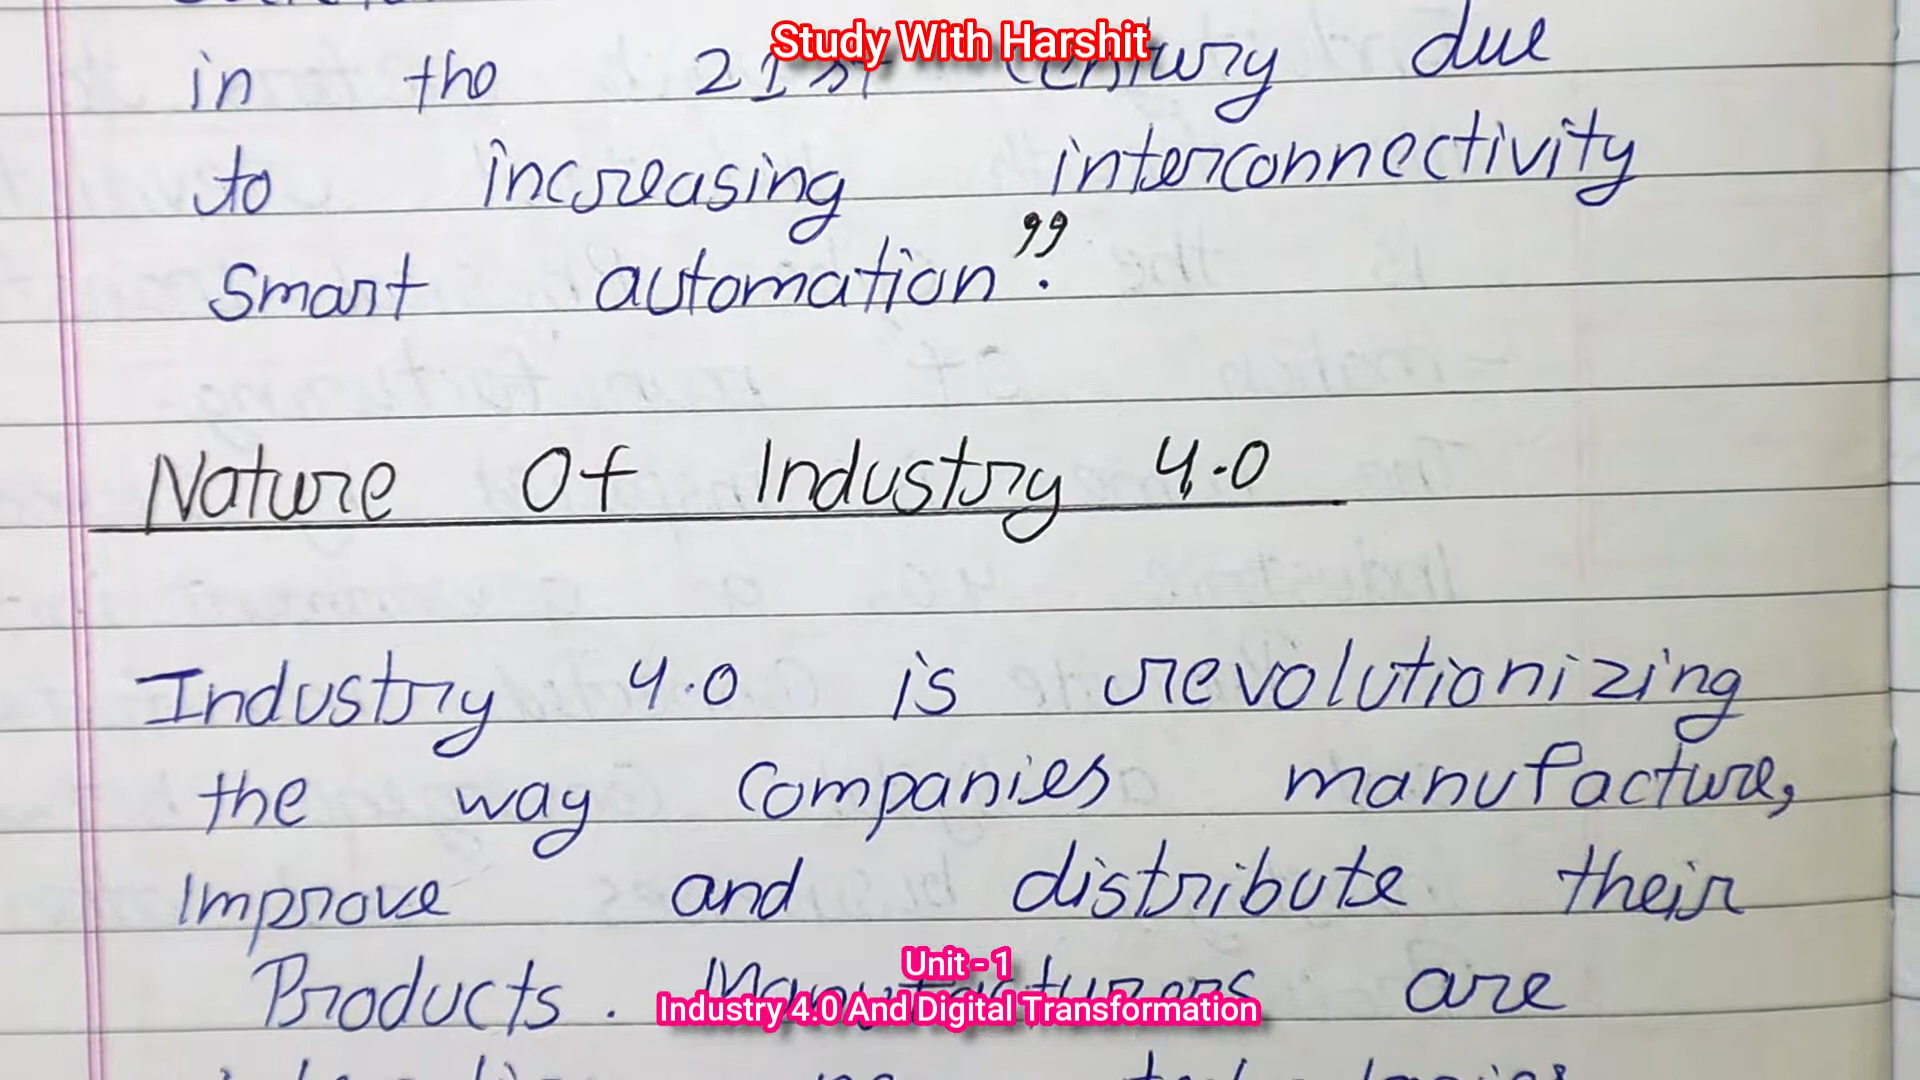 Study With Harshit
in the 21st century due
to increasing interconnectivity
Smart automation”.
Nature Of Industry 4.0
Industry 4.0 is revolutionizing
the way Companies manufacture,
Improve and distribute their
Products. Manufacturers are
Unit - 1
Industry 4.0 And Digital Transformation